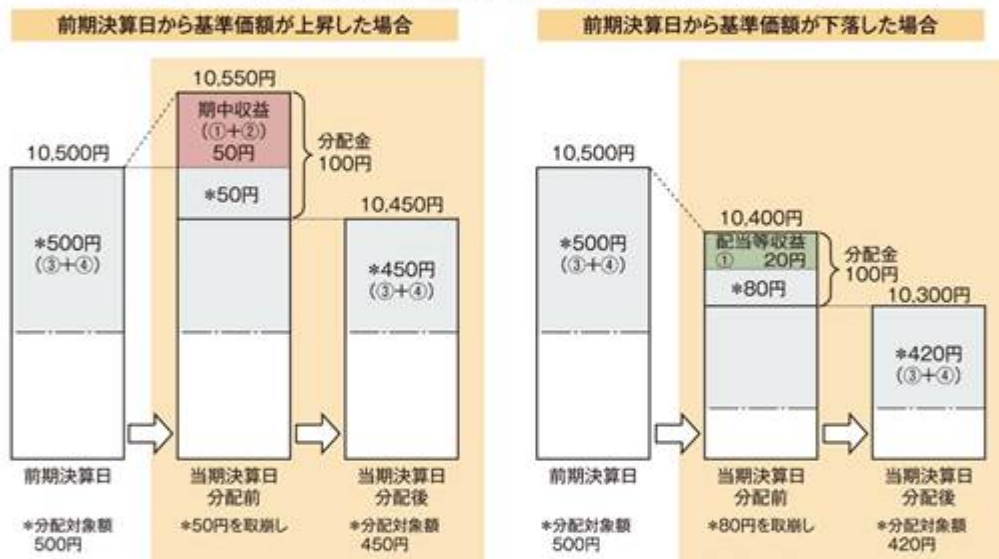 前期決算日から基準価額が上昇した場合
10,550円
期中収益
(①+②)
50円
分配金
100円
10,500円
*50円
10,450円
*500円
(③+④)
*450円
(③+④)
前期決算日
当期決算日
分配前
当期決算日
分配後
*分配対象額
500円
*50円を取崩し
*分配対象額
450円
前期決算日から基準価額が下落した場合
10,500円
10,400円
配当等収益
① 20円
分配金
100円
*500円
(③+④)
*80円
10,300円
*420円
(③+④)
前期決算日
当期決算日
分配前
当期決算日
分配後
*分配対象額
500円
*80円を取崩し
*分配対象額
420円